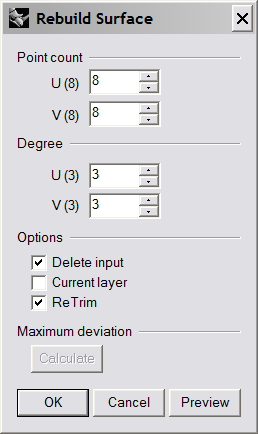 Rebuild Surface
Point count
U (8) 8
V (8) 8
Degree
U (3) 3
V (3) 3
Options
Delete input
Current layer
ReTrim
Maximum deviation
Calculate
OK Cancel Preview